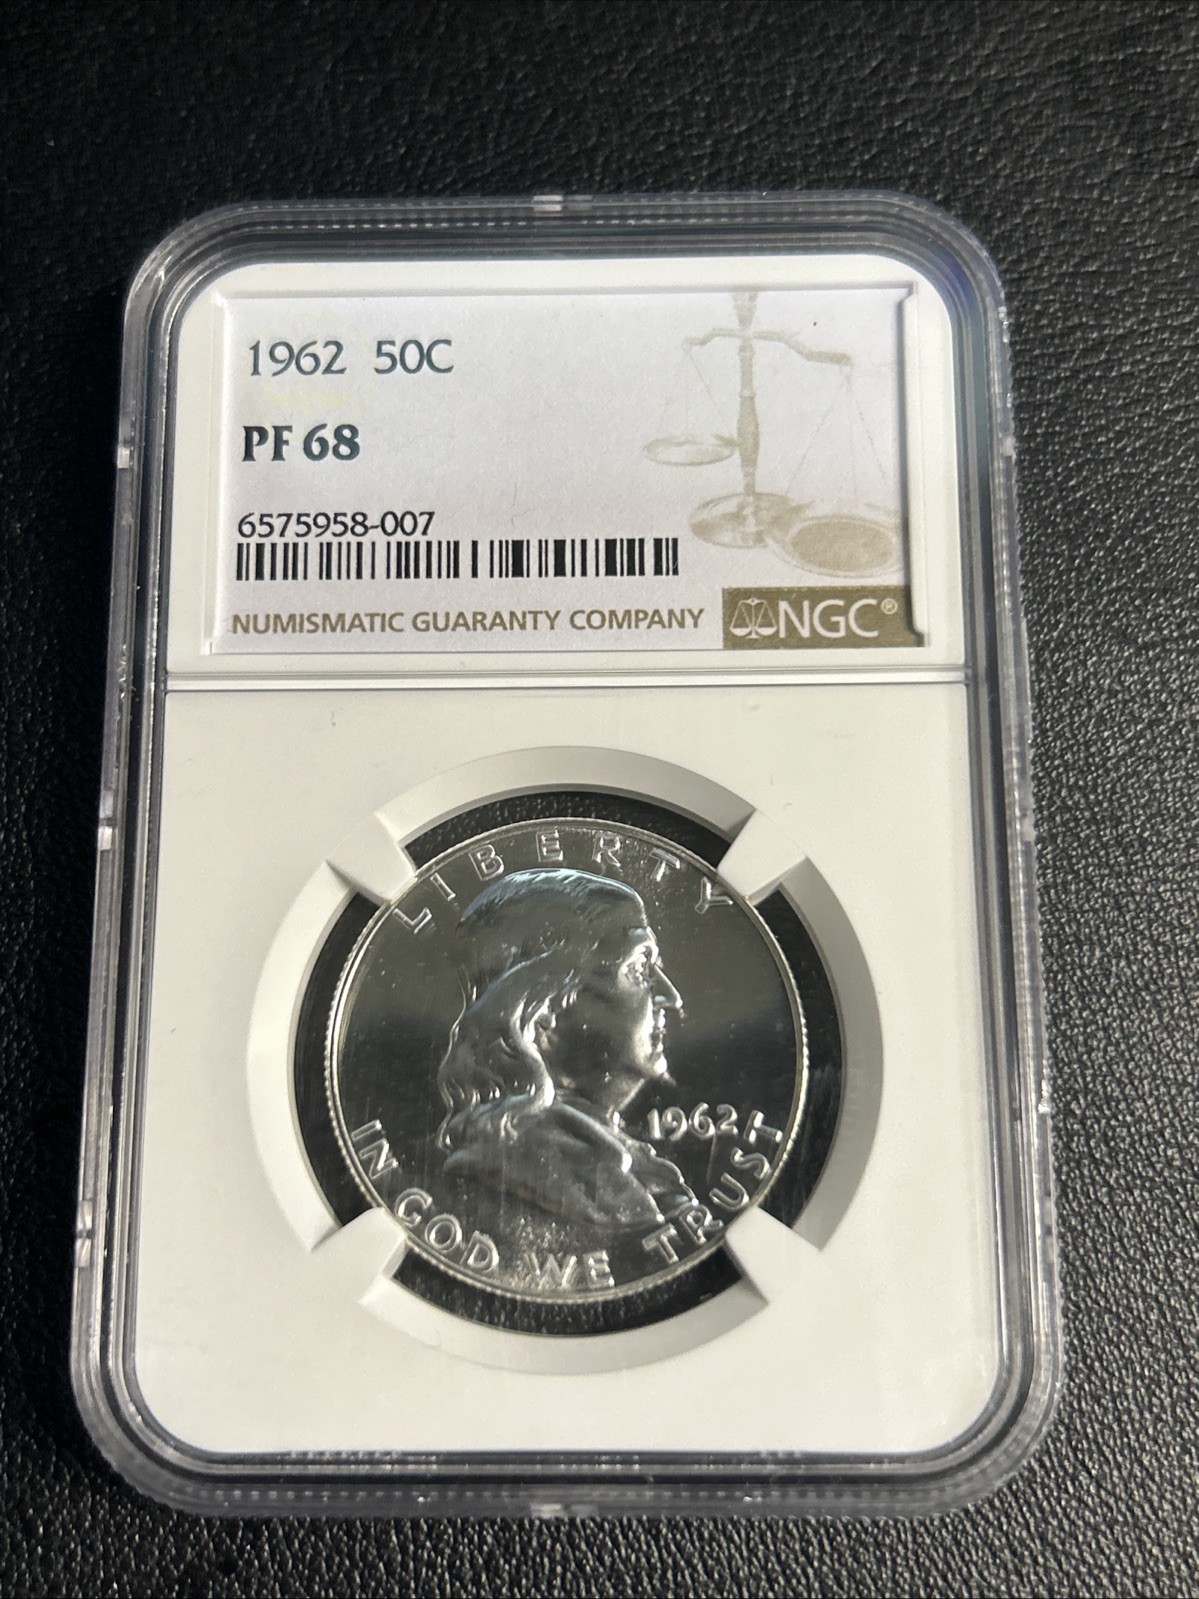 1962 50C
PF 68
6575958-007
NUMISMATIC GUARANTY COMPANY
NGC®
LIBERTY
1962
IN GOD WE TRUST